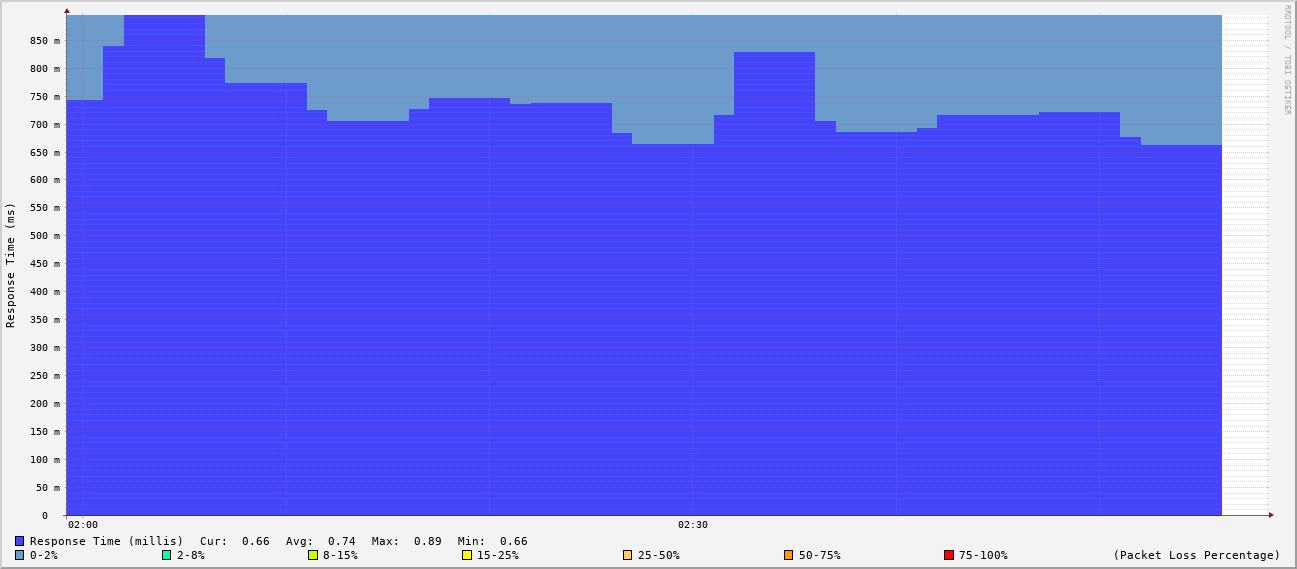 RRDTOOL / TOBI OETIKER
Response Time (ms)
850 m
800 m
750 m
700 m
650 m
600 m
550 m
500 m
450 m
400 m
350 m
300 m
250 m
200 m
150 m
100 m
50 m
0
02:00 02:30
Response Time (millis) Cur: 0.66 Avg: 0.74 Max: 0.89 Min: 0.66
0-2% 2-8% 8-15% 15-25% 25-50% 50-75% 75-100% (Packet Loss Percentage)